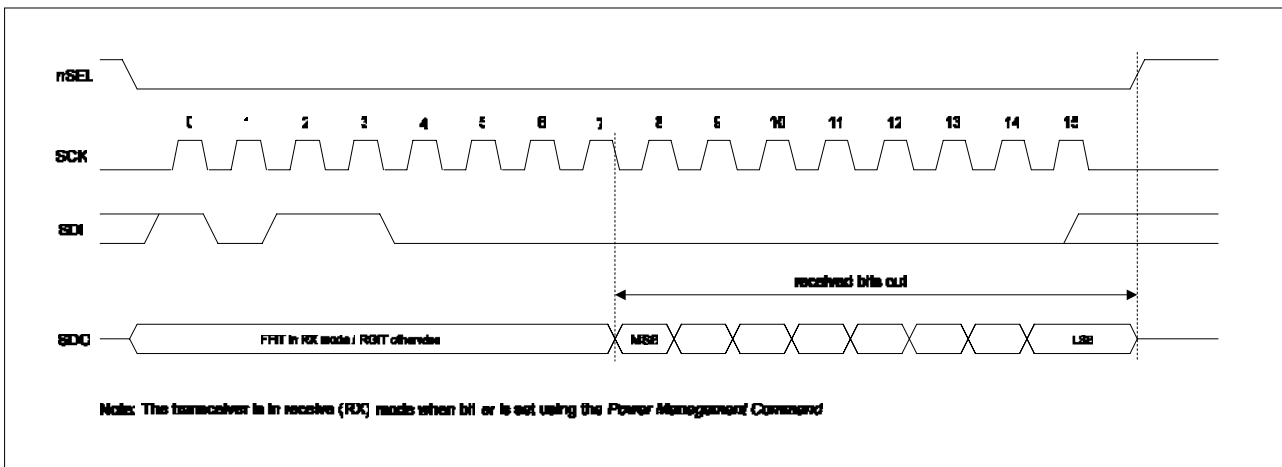 nSEL
0 1 2 3 4 5 6 7 8 9 10 11 12 13 14 15
SCK
SDI
received bits out
SDO
FFIT in RX mode / RGIT otherwise
MSB
LSB
Note: The transceiver is in receive (RX) mode when bit er is set using the Power Management Command